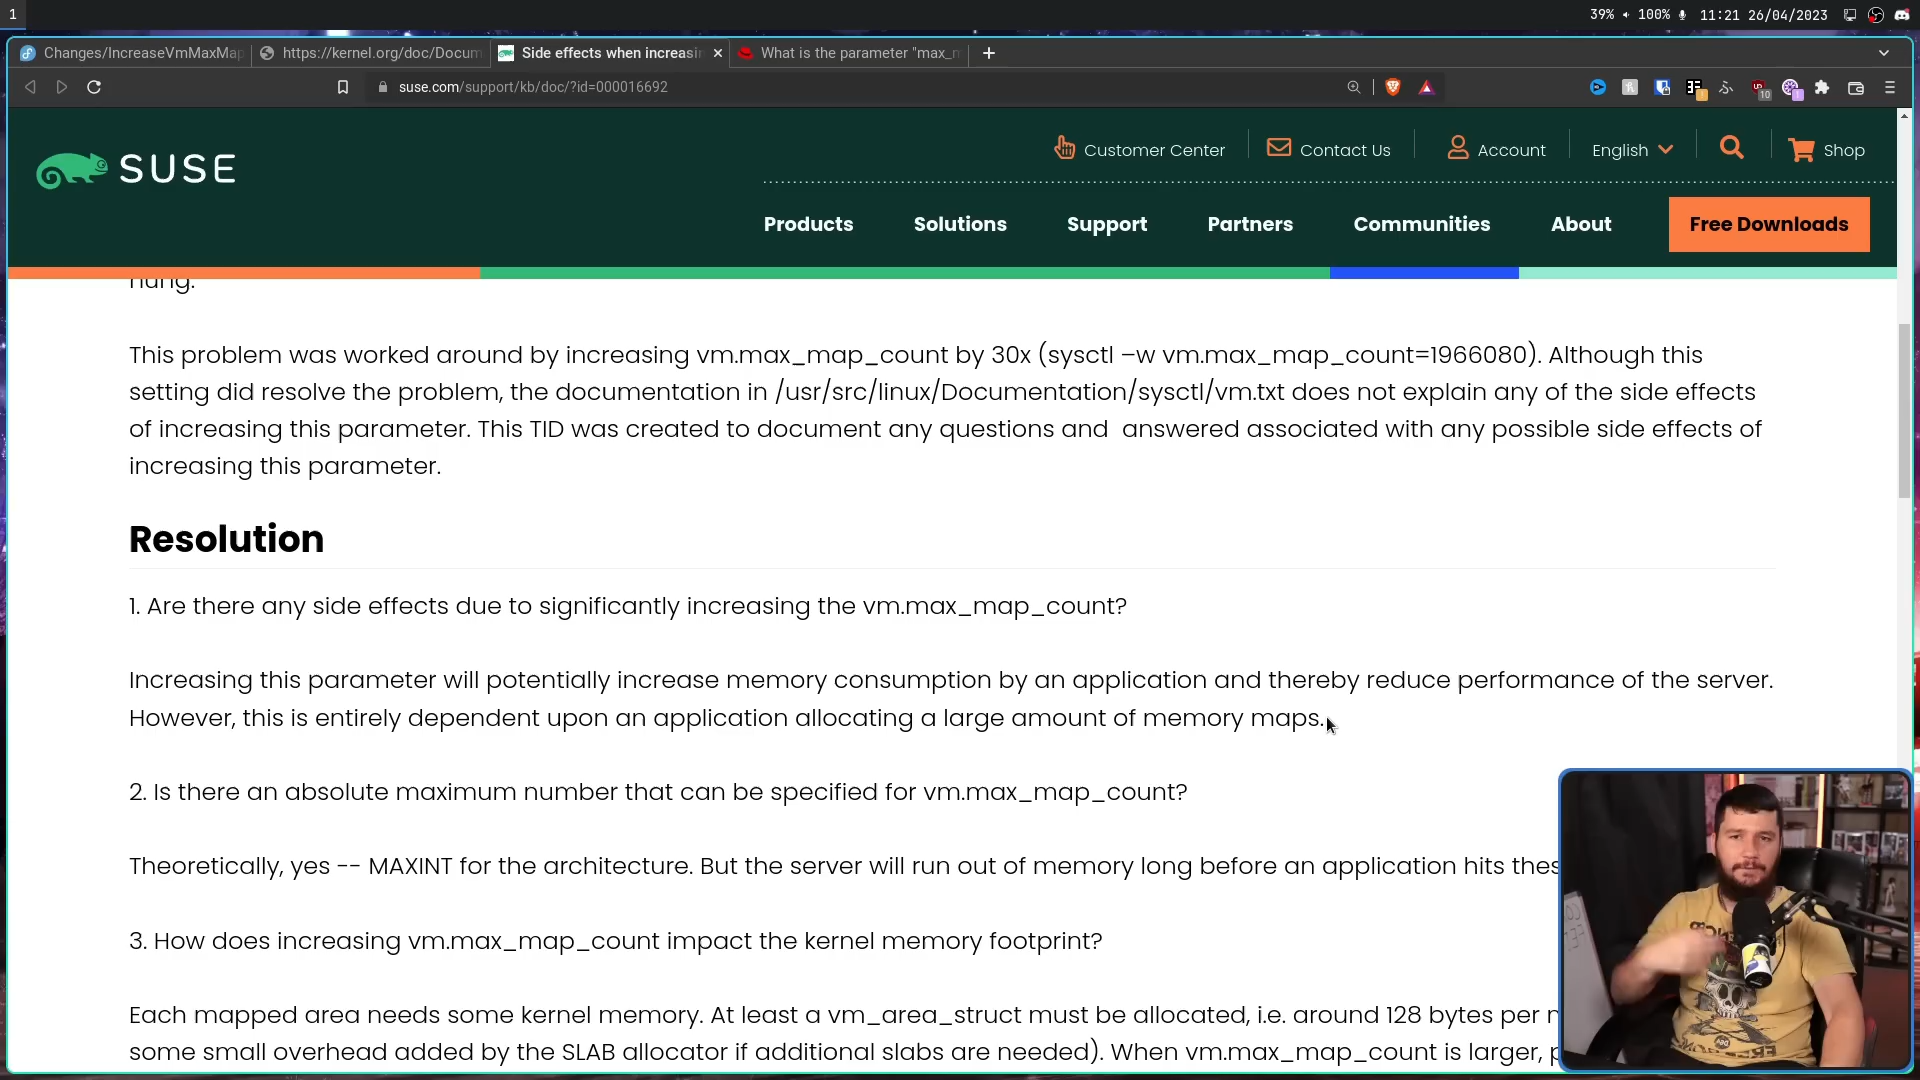 1
39% 100% 11:21 26/04/2023
Changes/IncreaseVmMaxMap
https://kernel.org/doc/Docum
Side effects when increasin
What is the parameter "max_m
suse.com/support/kb/doc/?id=000016692
10
1
Customer Center
Contact Us
Account
English
Shop
SUSE
Products
Solutions
Support
Partners
Communities
About
Free Downloads
hung.
This problem was worked around by increasing vm.max_map_count by 30x (sysctl –w vm.max_map_count=1966080). Although this
setting did resolve the problem, the documentation in /usr/src/linux/Documentation/sysctl/vm.txt does not explain any of the side effects
of increasing this parameter. This TID was created to document any questions and  answered associated with any possible side effects of
increasing this parameter.
Resolution
1. Are there any side effects due to significantly increasing the vm.max_map_count?
Increasing this parameter will potentially increase memory consumption by an application and thereby reduce performance of the server.
However, this is entirely dependent upon an application allocating a large amount of memory maps.
2. Is there an absolute maximum number that can be specified for vm.max_map_count?
Theoretically, yes -- MAXINT for the architecture. But the server will run out of memory long before an application hits thes
3. How does increasing vm.max_map_count impact the kernel memory footprint?
Each mapped area needs some kernel memory. At least a vm_area_struct must be allocated, i.e. around 128 bytes per
some small overhead added by the SLAB allocator if additional slabs are needed). When vm.max_map_count is larger,